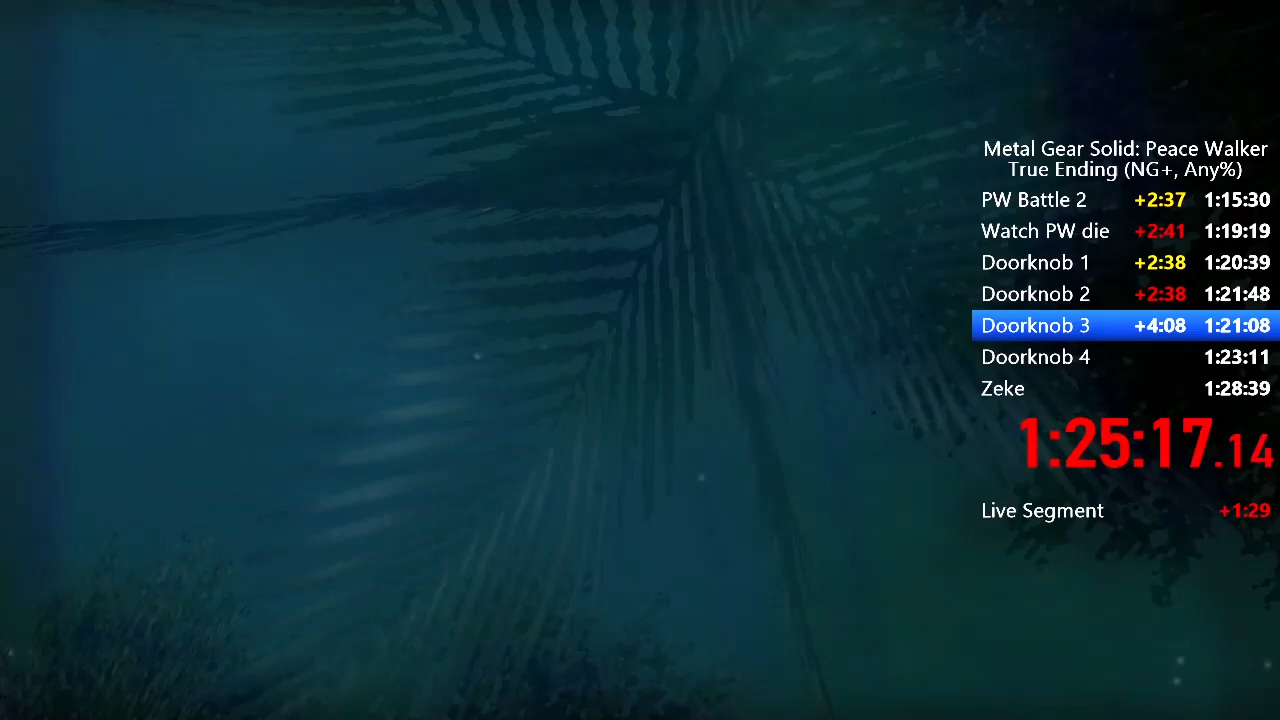 Metal Gear Solid: Peace Walker
True Ending (NG+, Any%)
PW Battle 2 +2:37 1:15:30
Watch PW die +2:41 1:19:19
Doorknob 1 +2:38 1:20:39
Doorknob 2 +2:38 1:21:48
Doorknob 3 +4:08 1:21:08
Doorknob 4 1:23:11
Zeke 1:28:39
1:25:17.14
Live Segment +1:29